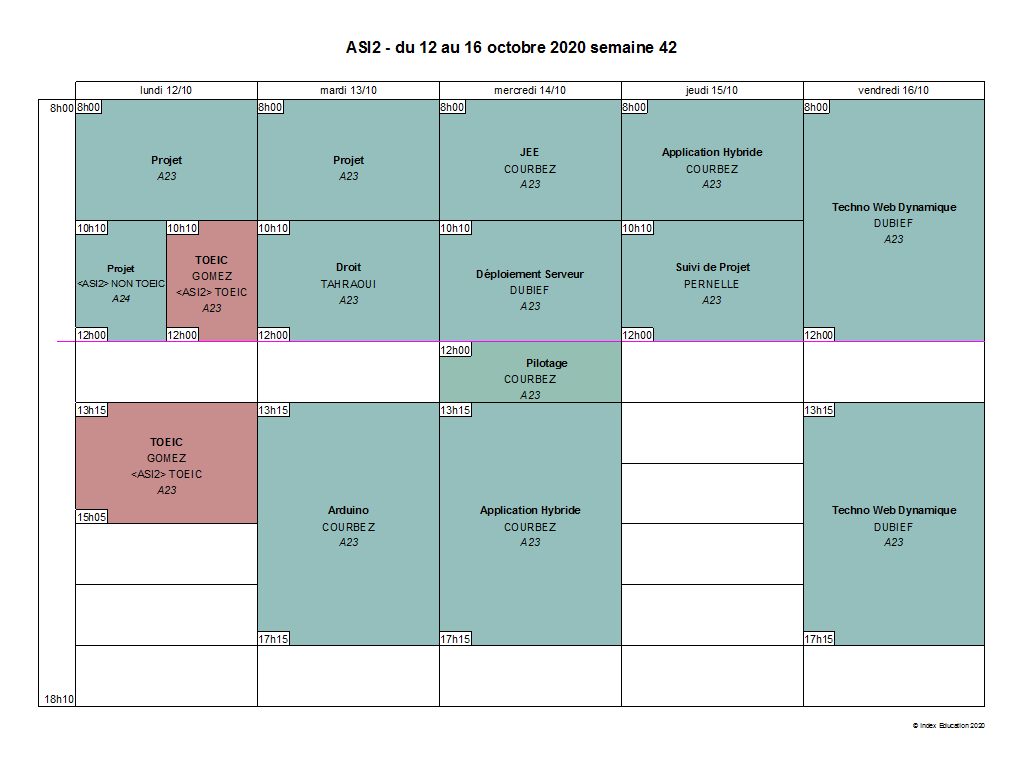 ASI2 - du 12 au 16 octobre 2020 semaine 42
lundi 12/10
mardi 13/10
mercredi 14/10
jeudi 15/10
vendredi 16/10
8h00
8h00
8h00
8h00
8h00
8h00
Projet
A23
Projet
A23
JEE
COURBEZ
A23
Application Hybride
COURBEZ
A23
Techno Web Dynamique
DUBIEF
A23
10h10
10h10
10h10
10h10
10h10
Projet
<ASI2> NON TOEIC
A24
TOEIC
GOMEZ
<ASI2> TOEIC
A23
Droit
TAHRAOUI
A23
Déploiement Serveur
DUBIEF
A23
Suivi de Projet
PERNELLE
A23
12h00
12h00
12h00
12h00
12h00
12h00
Pilotage
COURBEZ
A23
13h15
13h15
13h15
13h15
TOEIC
GOMEZ
<ASI2> TOEIC
A23
15h05
Arduino
COURBEZ
A23
Application Hybride
COURBEZ
A23
Techno Web Dynamique
DUBIEF
A23
17h15
17h15
17h15
18h10
© Index Education 2020